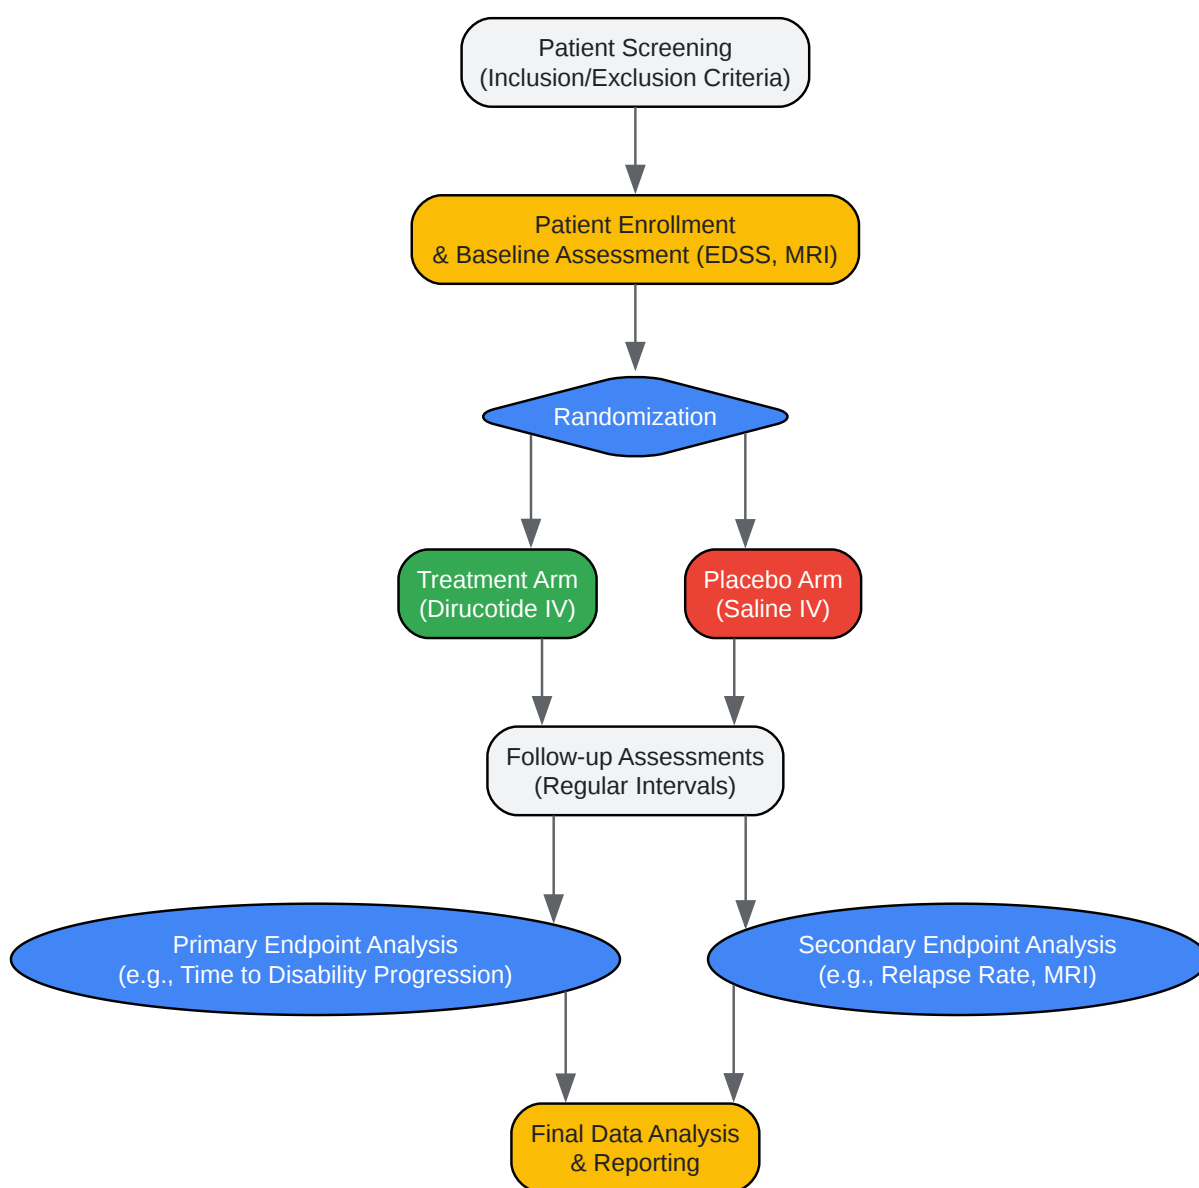 Patient Screening
(Inclusion/Exclusion Criteria)
Patient Enrollment
& Baseline Assessment (EDSS, MRI)
Randomization
Treatment Arm
(Dirucotide IV)
Placebo Arm
(Saline IV)
Follow-up Assessments
(Regular Intervals)
Primary Endpoint Analysis
(e.g., Time to Disability Progression)
Secondary Endpoint Analysis
(e.g., Relapse Rate, MRI)
Final Data Analysis
& Reporting